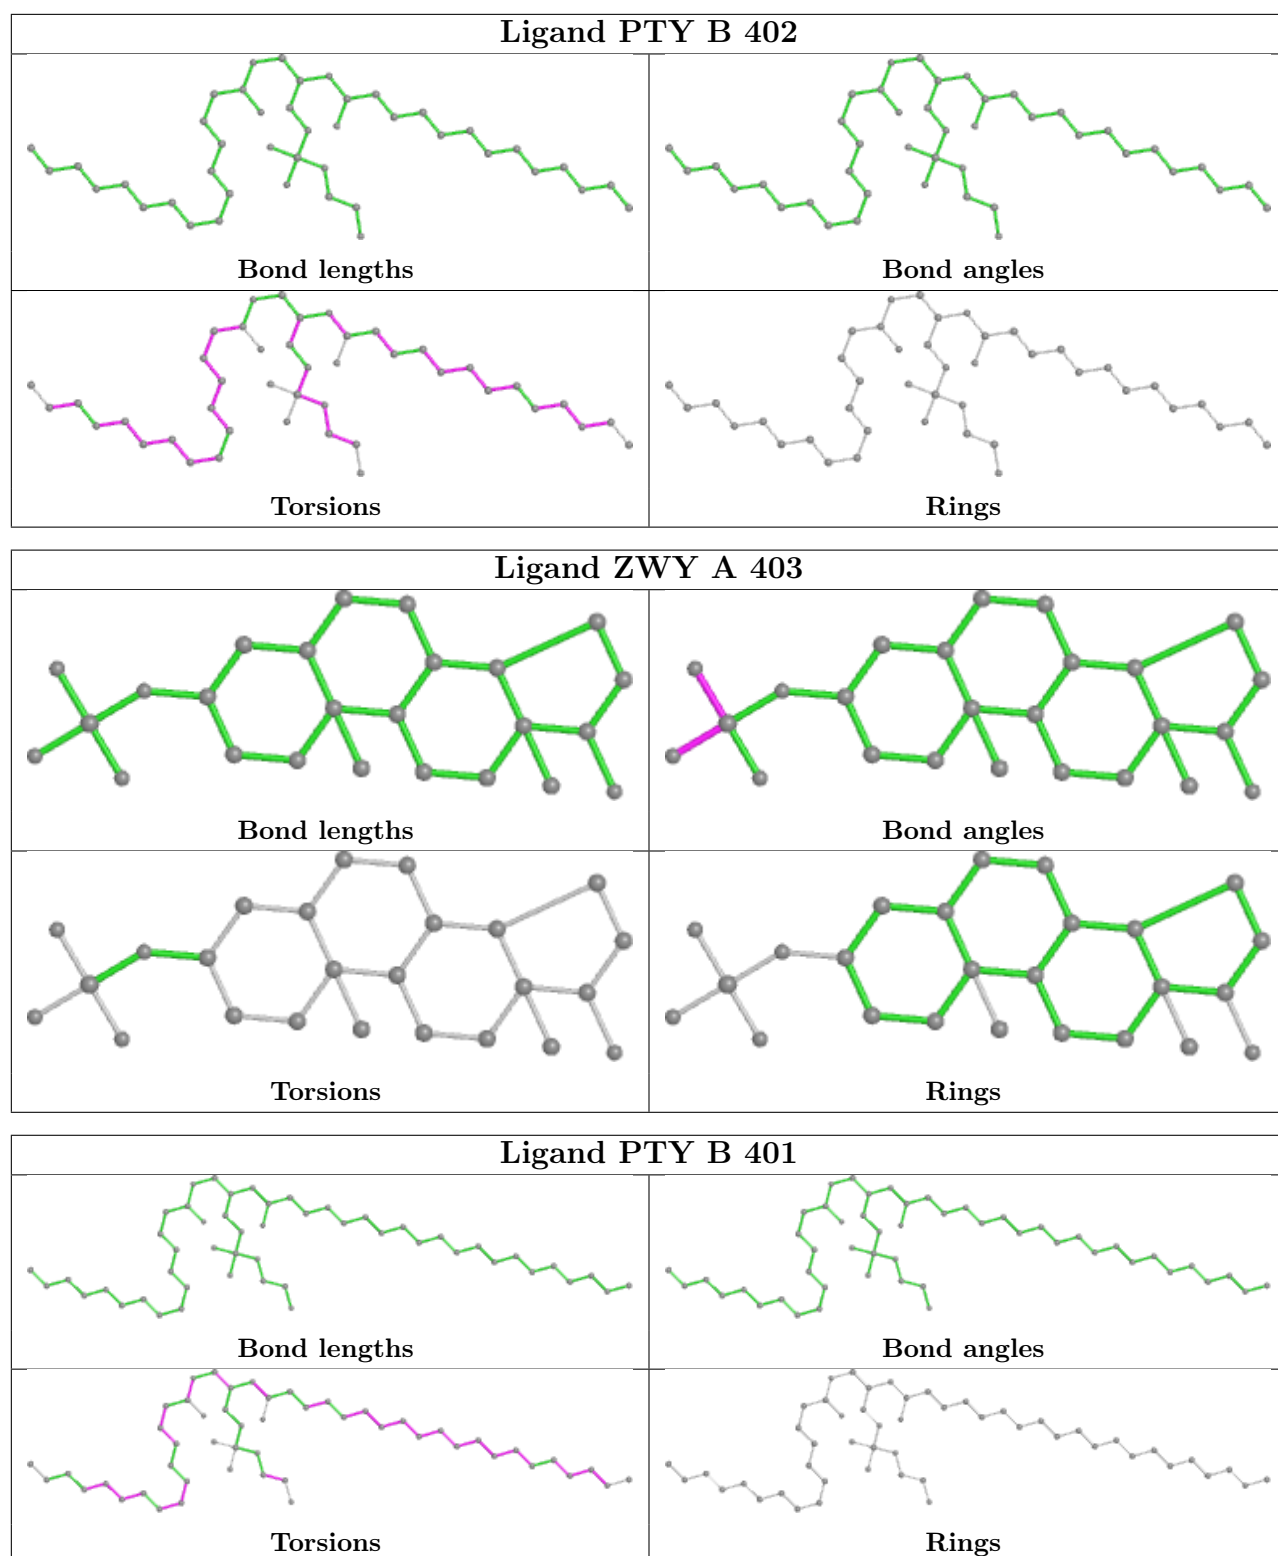 Ligand PTY B 402
Bond lengths
Bond angles
Torsions
Rings
Ligand ZWY A 403
Bond lengths
Bond angles
Torsions
Rings
Ligand PTY B 401
Bond lengths
Bond angles
Torsions
Rings